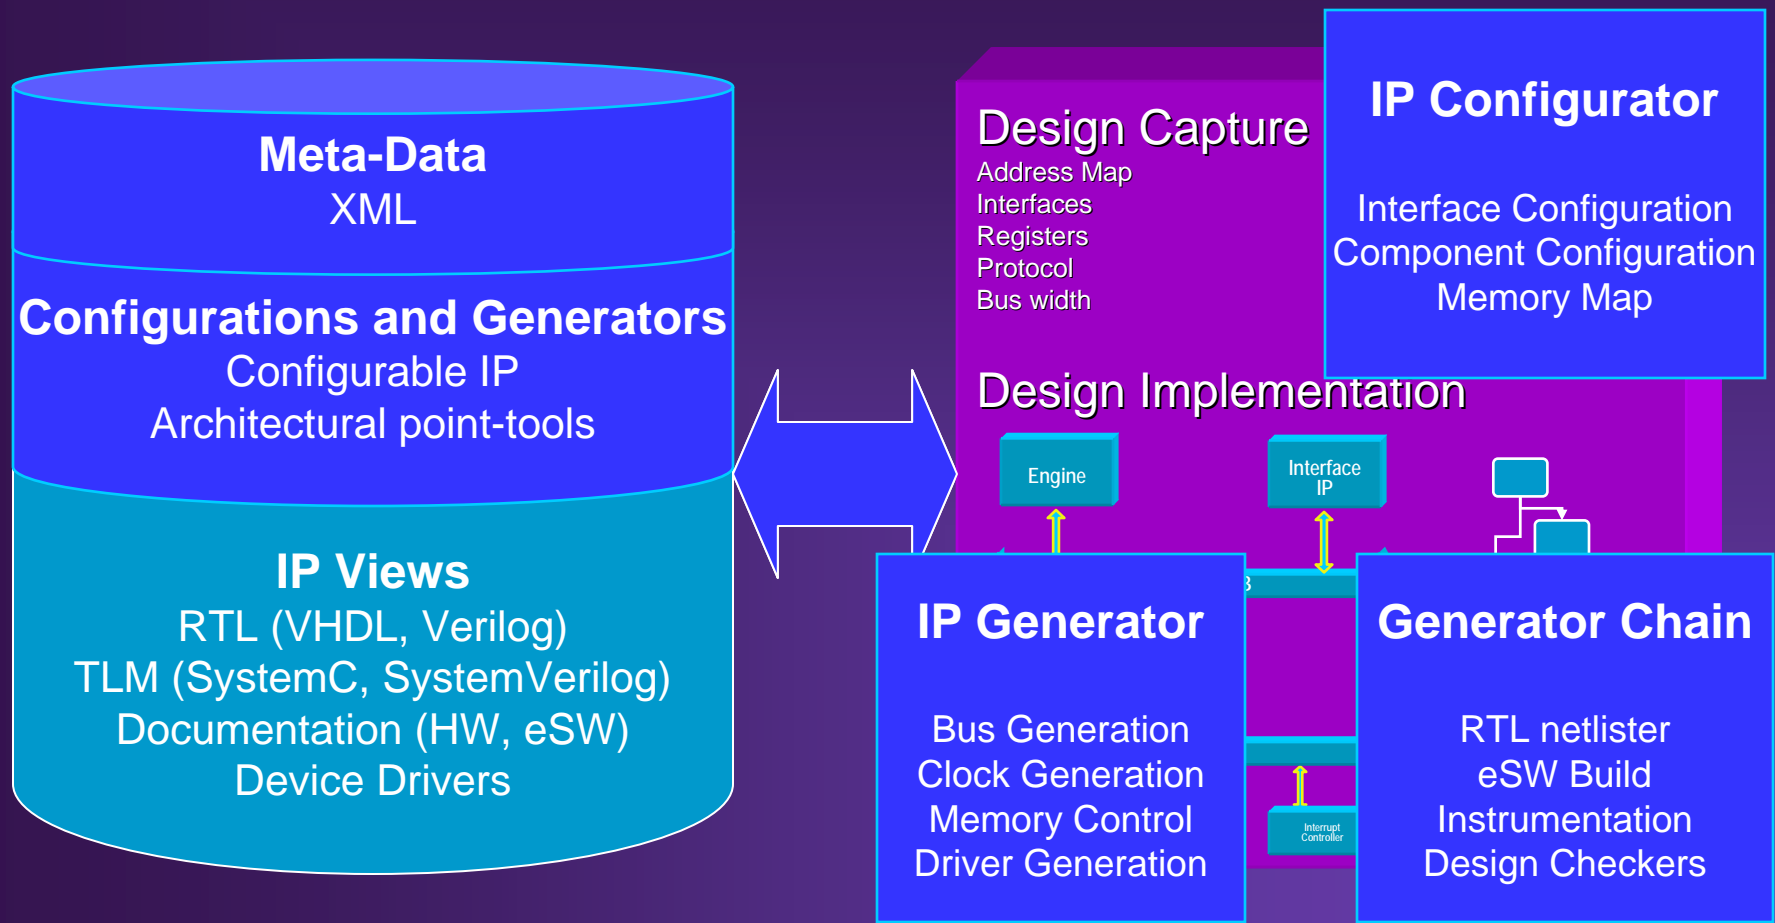 Meta-Data
XML
Configurations and Generators
Configurable IP
Architectural point-tools
IP Views
RTL (VHDL, Verilog)
TLM (SystemC, SystemVerilog)
Documentation (HW, eSW)
Device Drivers
Design Capture
Address Map
Interfaces
Registers
Protocol
Bus width
IP Configurator
Interface Configuration
Component Configuration
Memory Map
Design Implementation
Engine
Interface
IP
IP Generator
Bus Generation
Clock Generation
Memory Control
Driver Generation
Interrupt
Controller
Generator Chain
RTL netlister
eSW Build
Instrumentation
Design Checkers